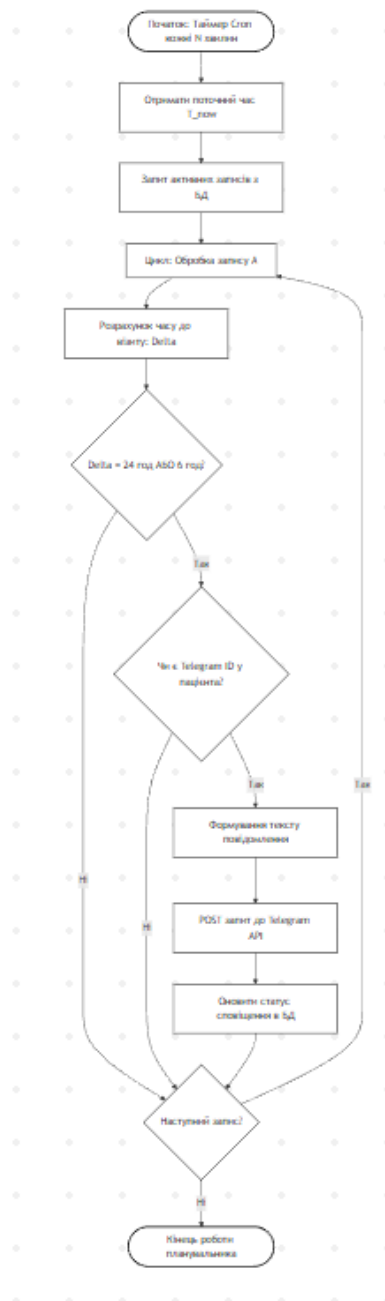 Початок: Таймер Cron
кожні N хвилин
Отримати поточний час
T_now
Запит активних записів з
БД
Цикл: Обробка запису A
Розрахунок часу до
візиту: Delta
Delta = 24 год АБО 6 год?
Так
Чи є Telegram ID у
пацієнта?
Так
Так
Формування тексту
повідомлення
Ні
POST запит до Telegram
API
Ні
Оновити статус
сповіщення в БД
Наступний запис?
Ні
Кінець роботи
планувальника